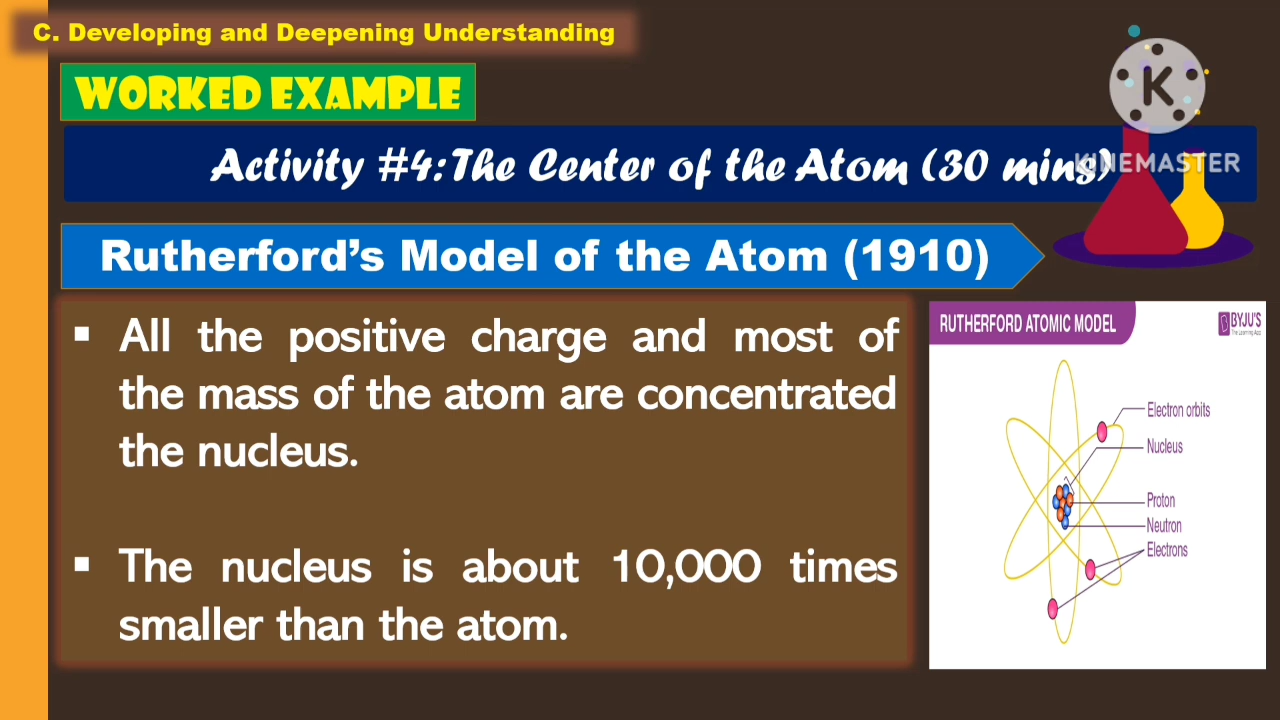 C. Developing and Deepening Understanding
WORKED EXAMPLE
K
KINEMASTER
Activity #4: The Center of the Atom (30 mins)
Rutherford’s Model of the Atom (1910)
▪ All the positive charge and most of
the mass of the atom are concentrated
the nucleus.
▪ The nucleus is about 10,000 times
smaller than the atom.
RUTHERFORD ATOMIC MODEL
BYJU'S
The Learning App
Electron orbits
Nucleus
Proton
Neutron
Electrons